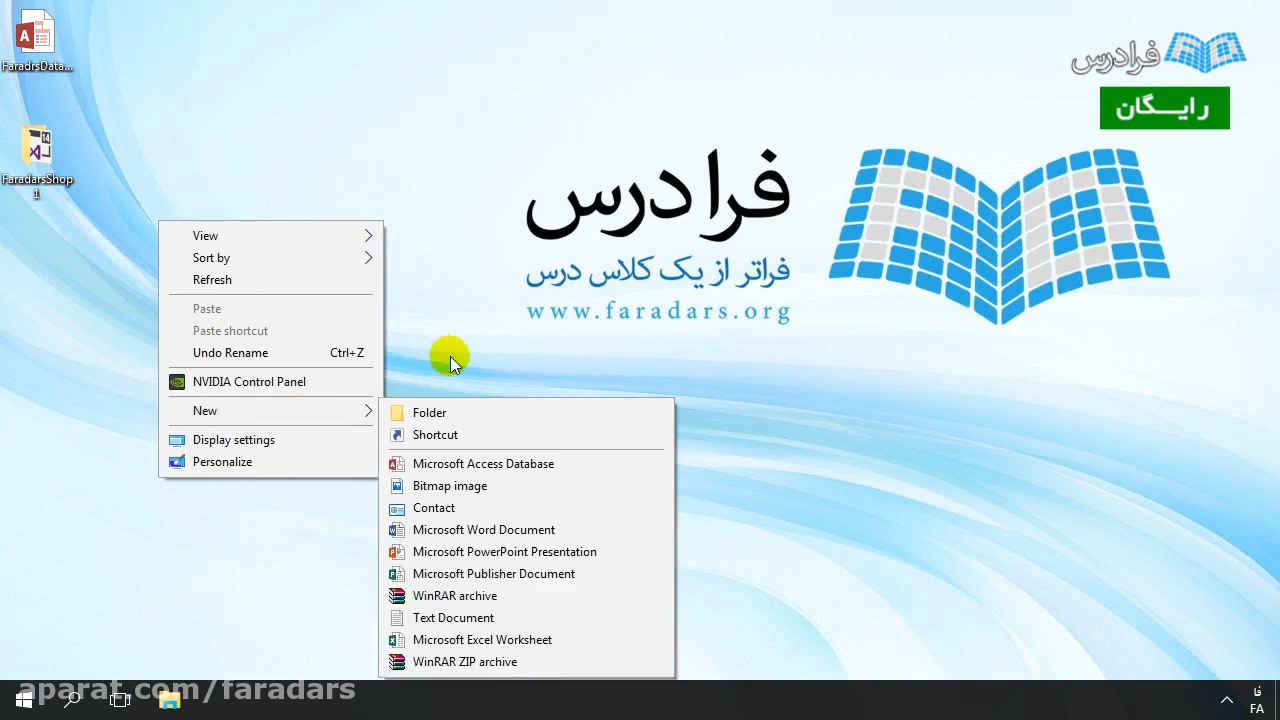 FaradrsData...
FaradarsShop
1
فرادرس
رایگان
فرادرس
فراتر از یک کلاس درس
www.faradars.org
View
Sort by
Refresh
Paste
Paste shortcut
Undo Rename Ctrl+Z
NVIDIA Control Panel
New
Display settings
Personalize
Folder
Shortcut
Microsoft Access Database
Bitmap image
Contact
Microsoft Word Document
Microsoft PowerPoint Presentation
Microsoft Publisher Document
WinRAR archive
Text Document
Microsoft Excel Worksheet
WinRAR ZIP archive
aparat.com/faradars
فا
FA